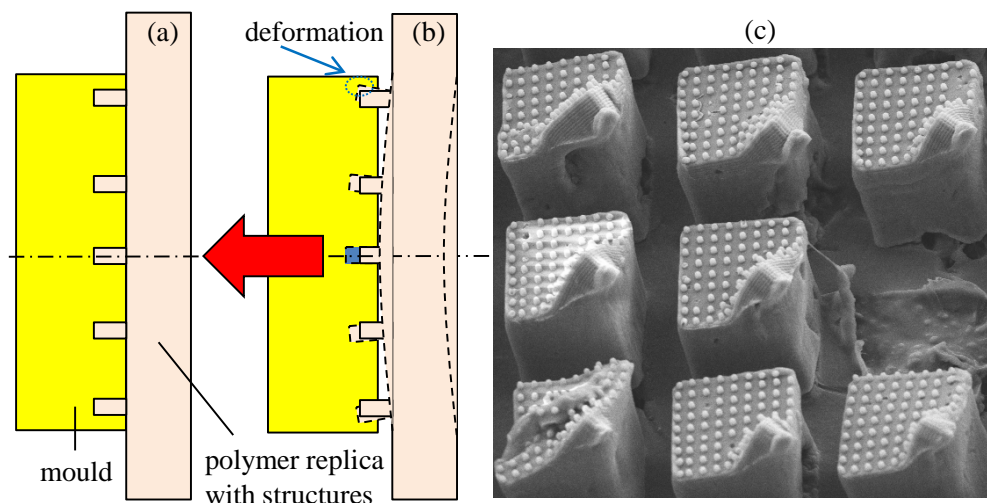 (a)
deformation
(b)
(c)
mould
polymer replica
with structures